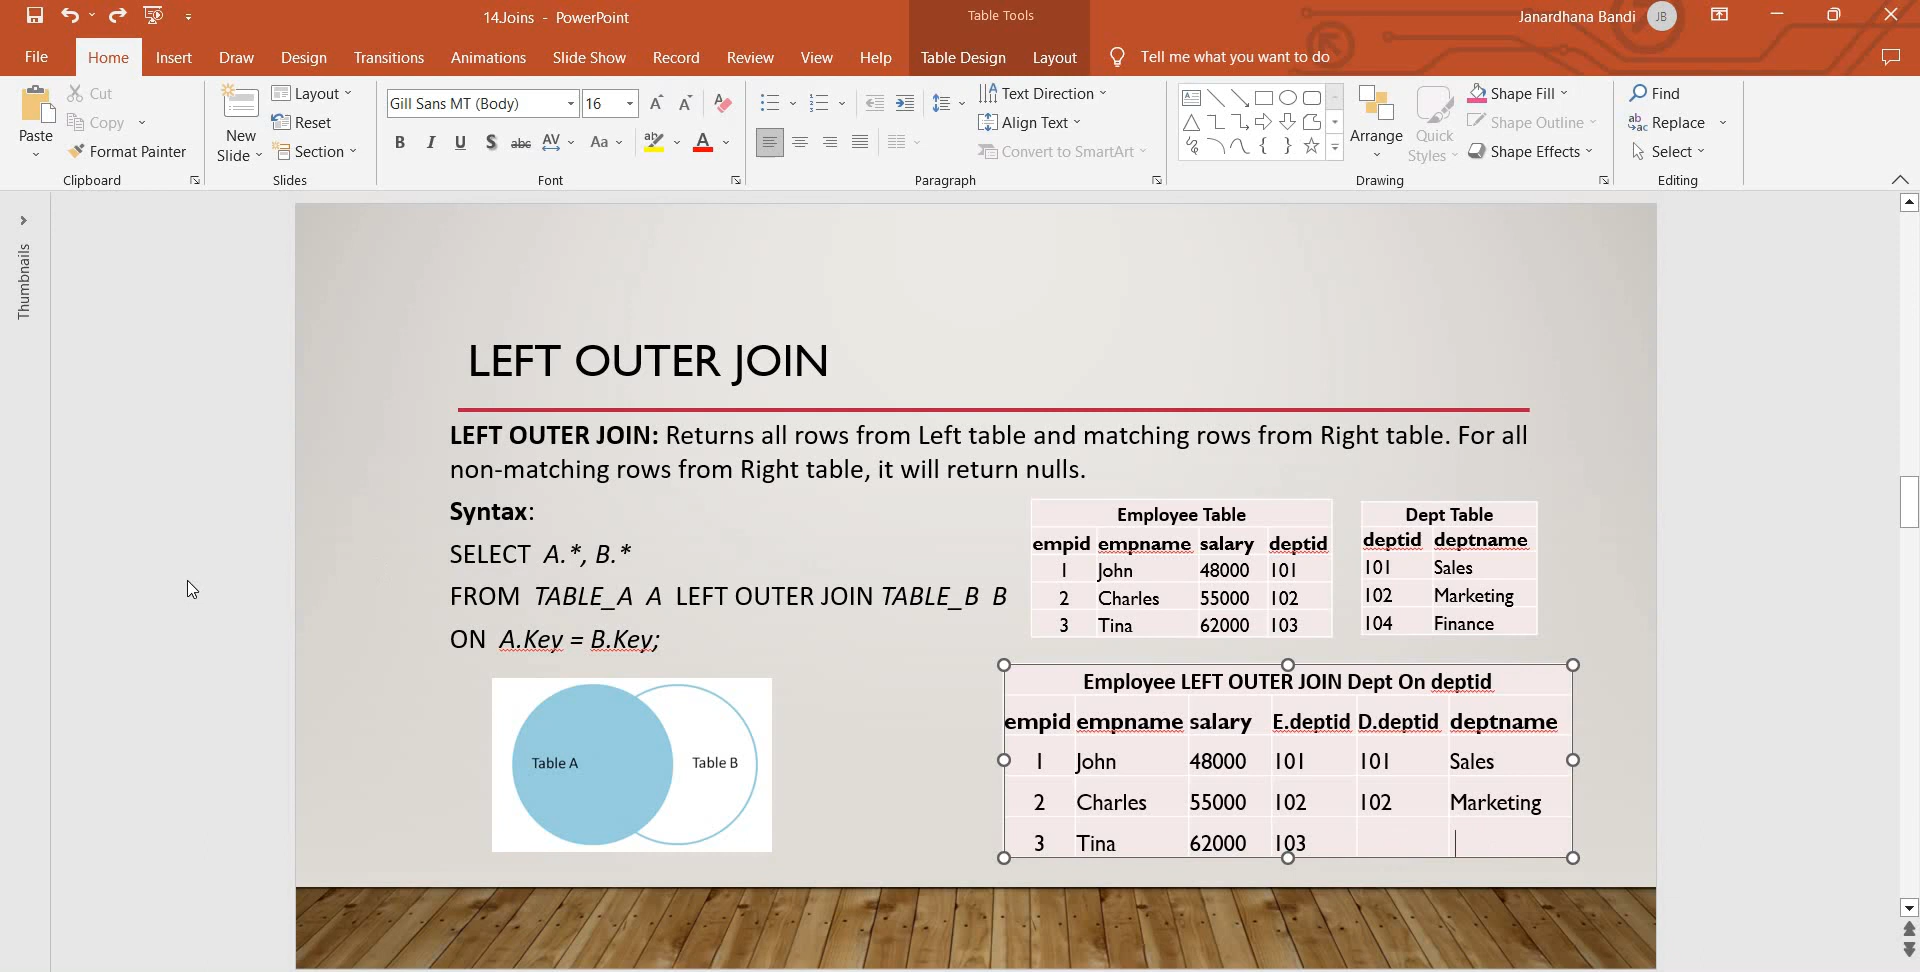 14.Joins - PowerPoint
Table Tools
Janardhana Bandi
JB
File Home Insert Draw Design Transitions Animations Slide Show Record Review View Help Table Design Layout Tell me what you want to do
Paste
Cut
Copy
Format Painter
Clipboard
New Slide
Layout
Reset
Section
Slides
Gill Sans MT (Body) 16
Font
Text Direction
Align Text
Convert to SmartArt
Paragraph
Arrange
Quick Styles
Shape Fill
Shape Outline
Shape Effects
Drawing
Find
Replace
Select
Editing
Thumbnails
LEFT OUTER JOIN
LEFT OUTER JOIN: Returns all rows from Left table and matching rows from Right table. For all
non-matching rows from Right table, it will return nulls.
Syntax:
SELECT A.*, B.*
FROM TABLE_A A LEFT OUTER JOIN TABLE_B B
ON A.Key = B.Key;
Employee Table
empid empname salary deptid
1 John 48000 101
2 Charles 55000 102
3 Tina 62000 103
Dept Table
deptid deptname
101 Sales
102 Marketing
104 Finance
Table A
Table B
Employee LEFT OUTER JOIN Dept On deptid
empid empname salary E.deptid D.deptid deptname
1 John 48000 101 101 Sales
2 Charles 55000 102 102 Marketing
3 Tina 62000 103